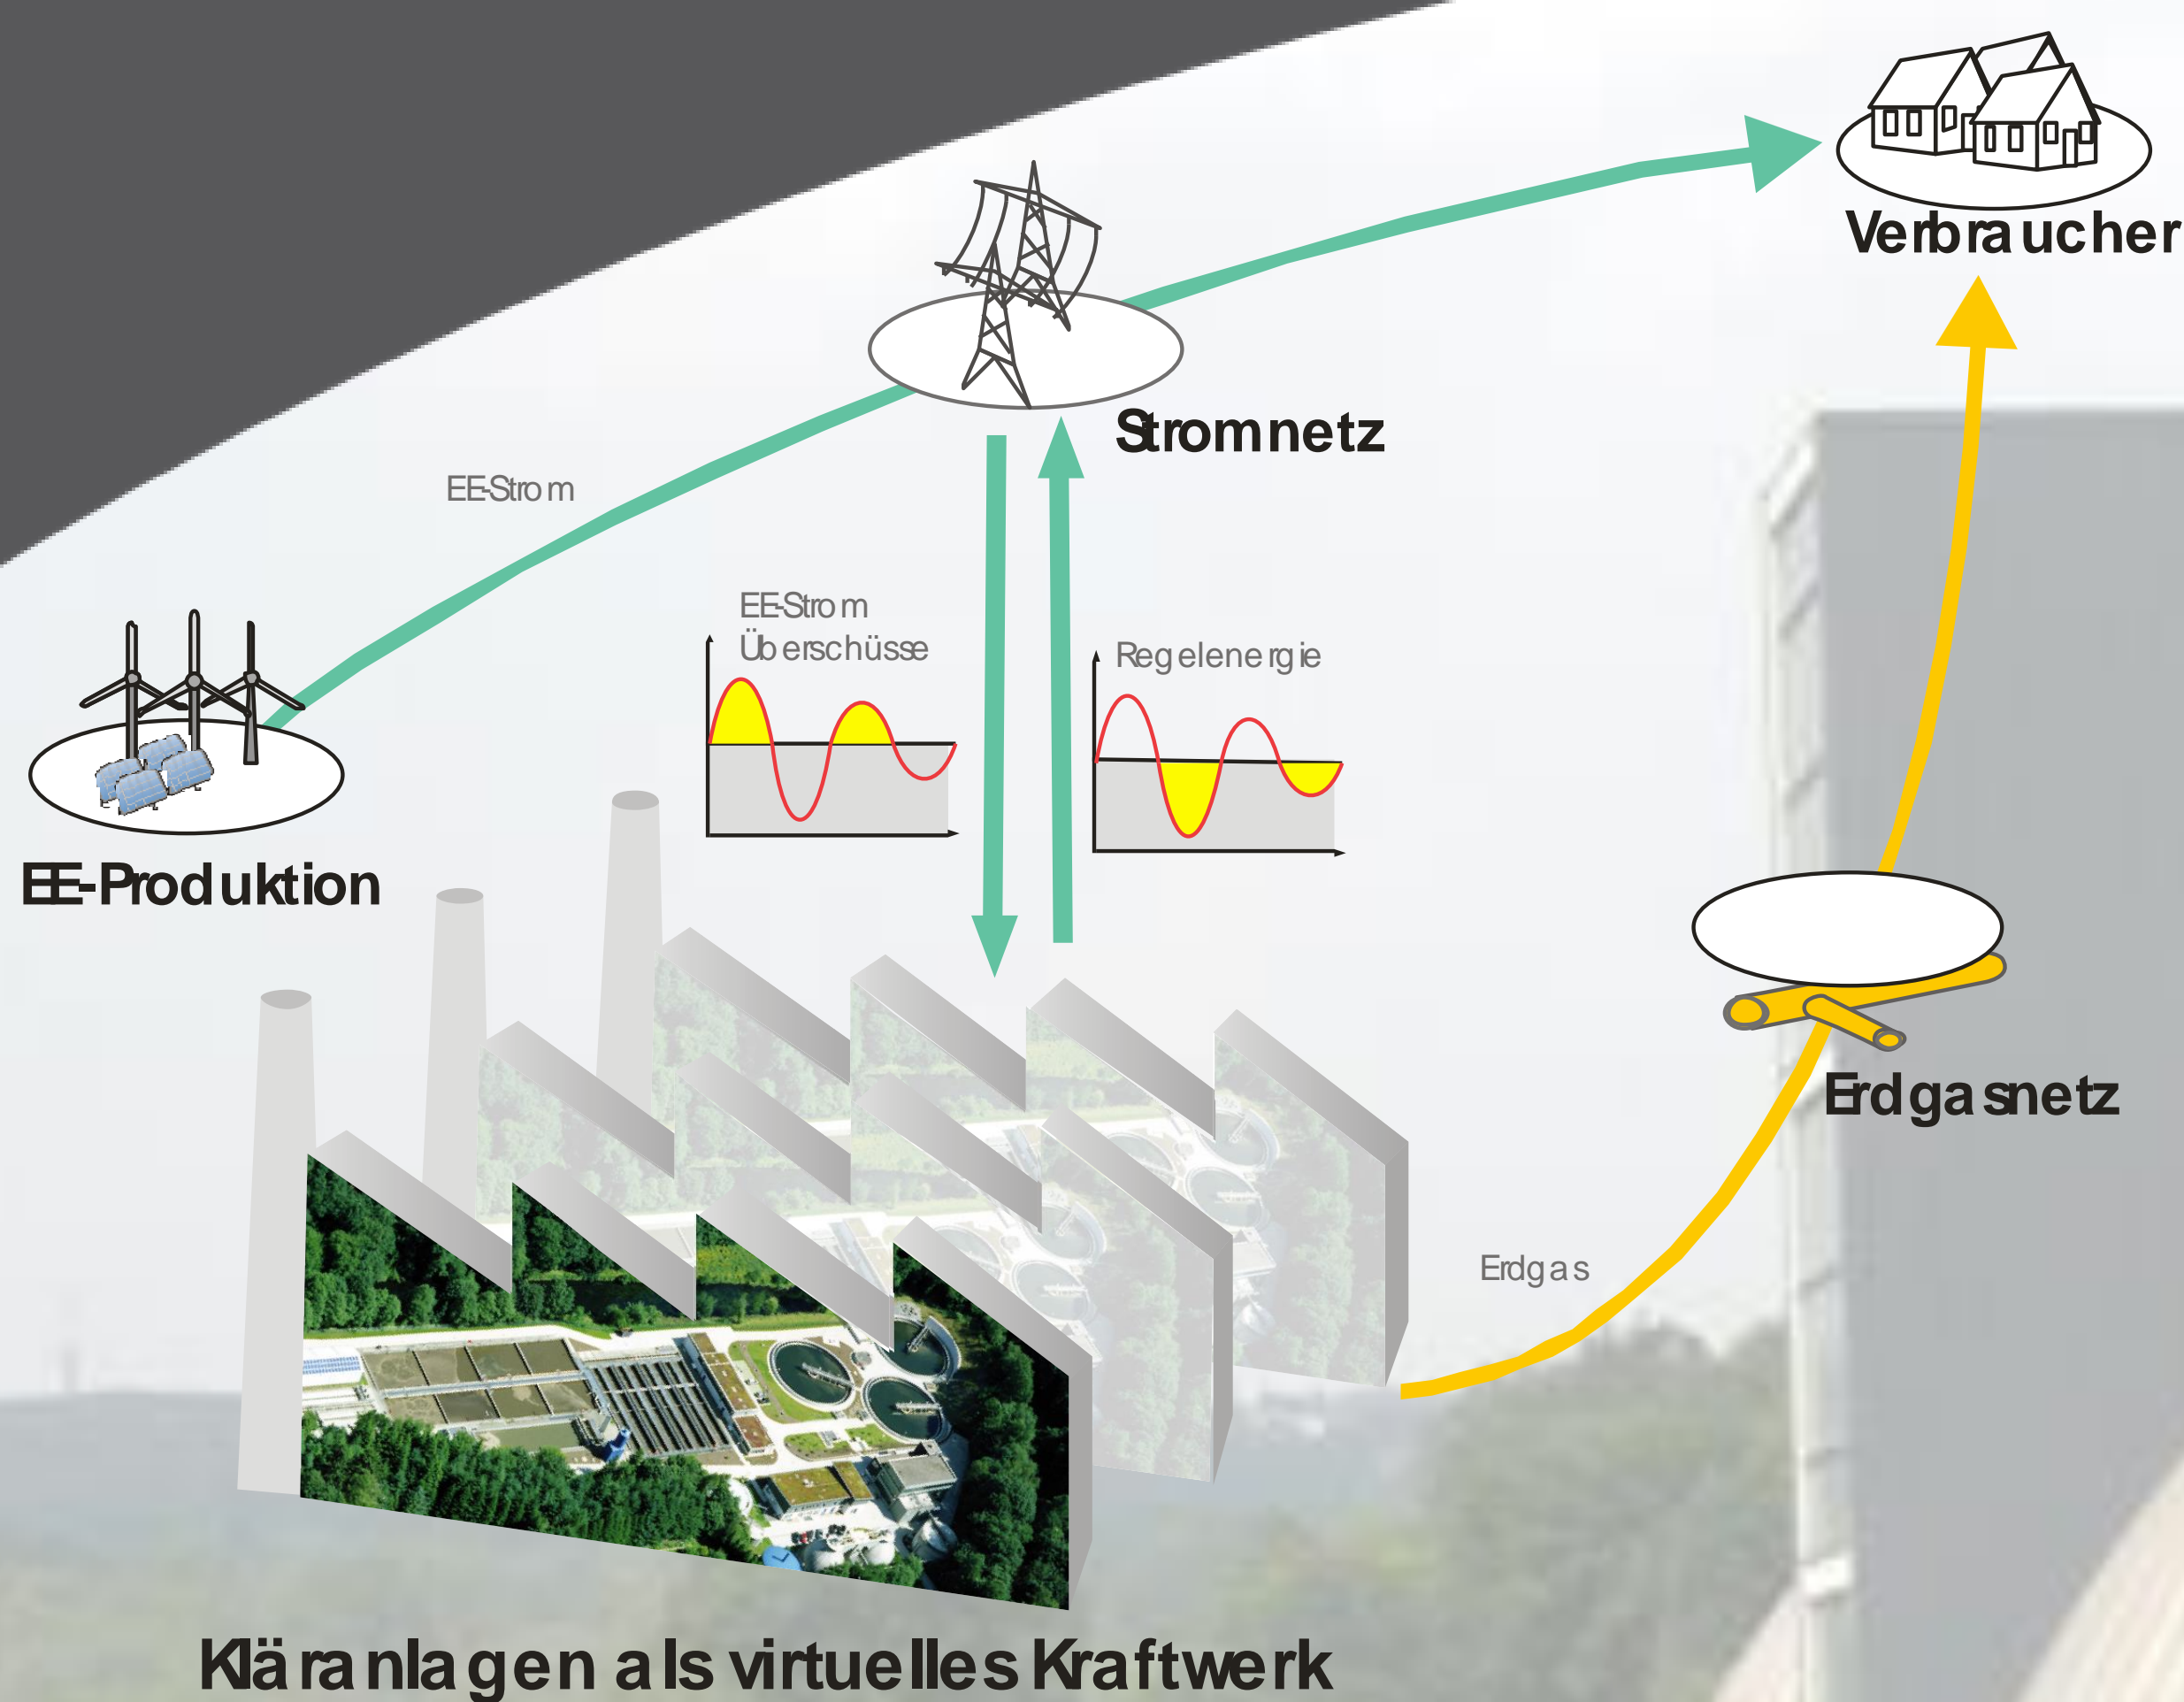 Verbraucher
Stromnetz
EE-Strom
EE-Strom
Überschüsse
Regelenergie
EE-Produktion
Erdgasnetz
Erdgas
Kläranlagen als virtuelles Kraftwerk